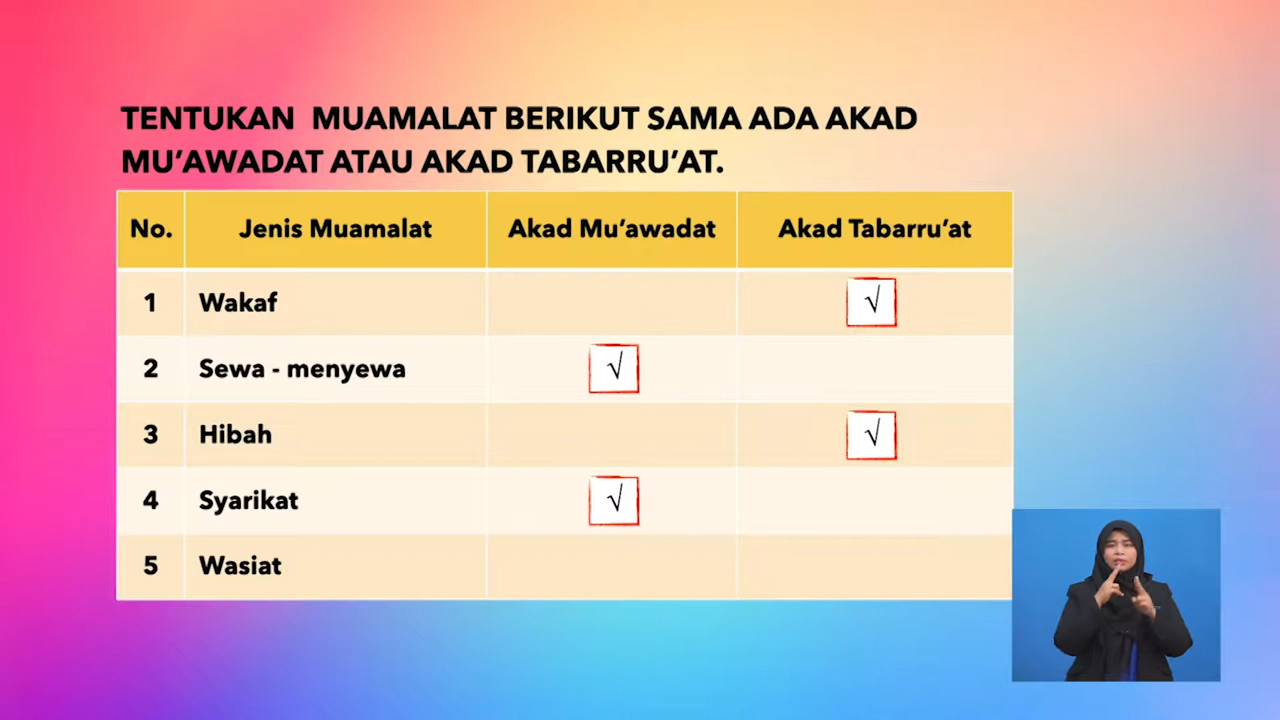 TENTUKAN MUAMALAT BERIKUT SAMA ADA AKAD
MU’AWADAT ATAU AKAD TABARRU’AT.
No. Jenis Muamalat Akad Mu’awadat Akad Tabarru’at
1 Wakaf √
2 Sewa - menyewa √
3 Hibah √
4 Syarikat √
5 Wasiat